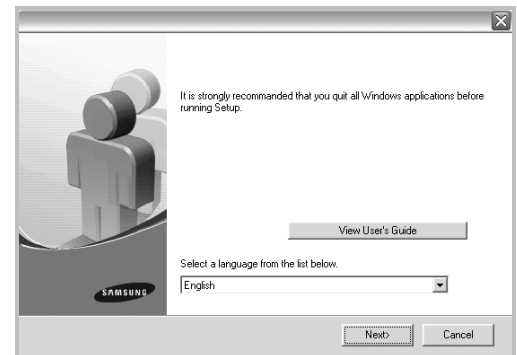 It is strongly recommanded that you quit all Windows applications before
running Setup.
View User's Guide
Select a language from the list below.
SAMSUNG
English
Next>
Cancel